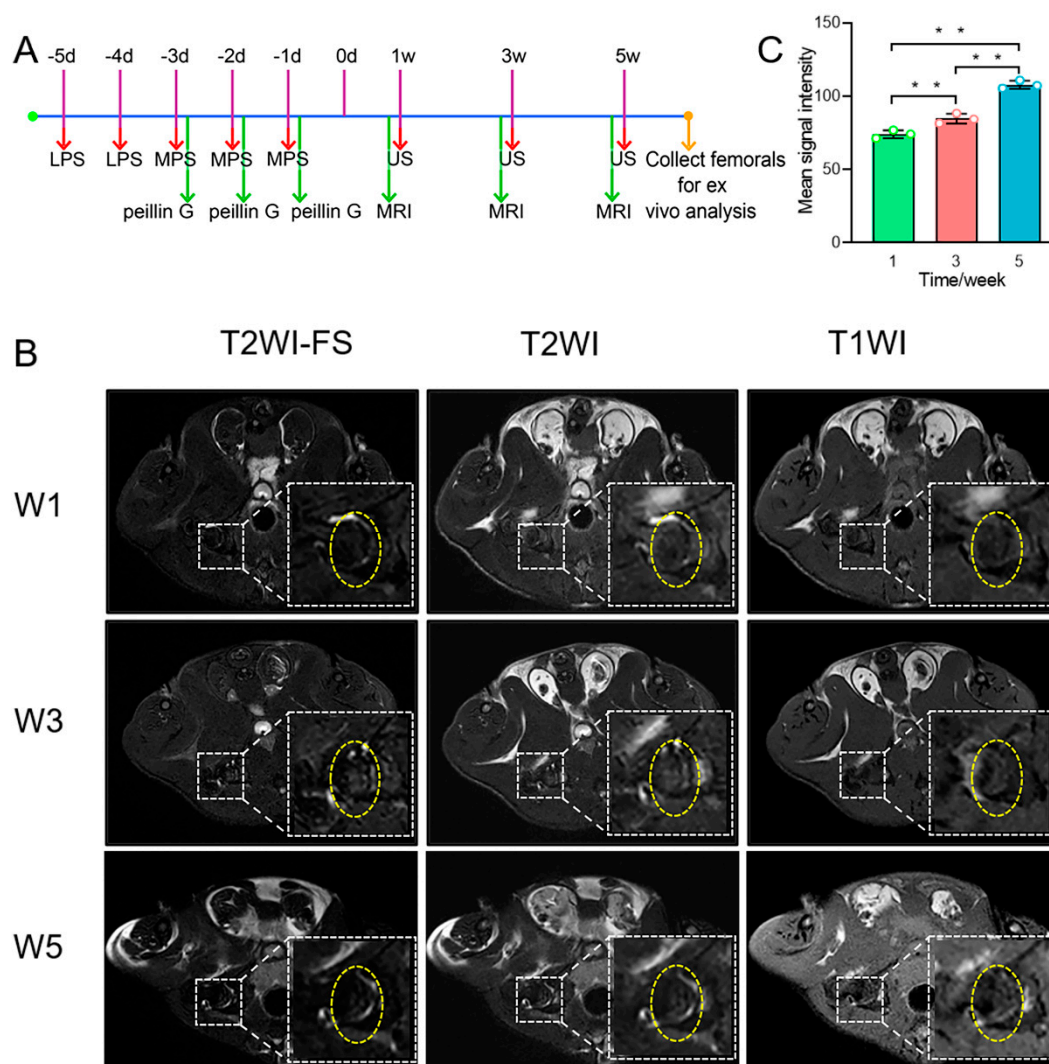 A
-5d -4d -3d -2d -1d 0d 1w 3w 5w
LPS LPS MPS MPS MPS US US US Collect femorals
peillin G peillin G peillin G MRI MRI MRI for ex
vivo analysis
C
150
100
50
0
Mean signal intensity
* *
* *
* *
1 3 5
Time/week
B
T2WI-FS T2WI T1WI
W1
W3
W5